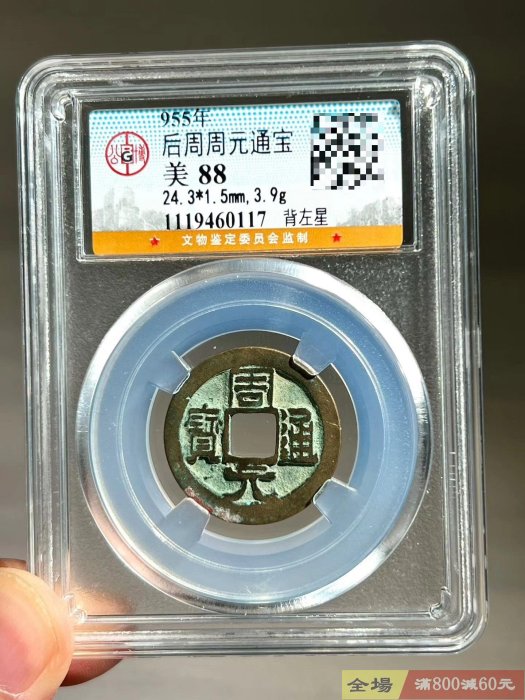 955年
后周周元通宝
美 88
24.3*1.5mm,3.9g
1119460117 背左星
★ 文物鉴定委员会监制 ★
周元通寳
全場 满800减60元